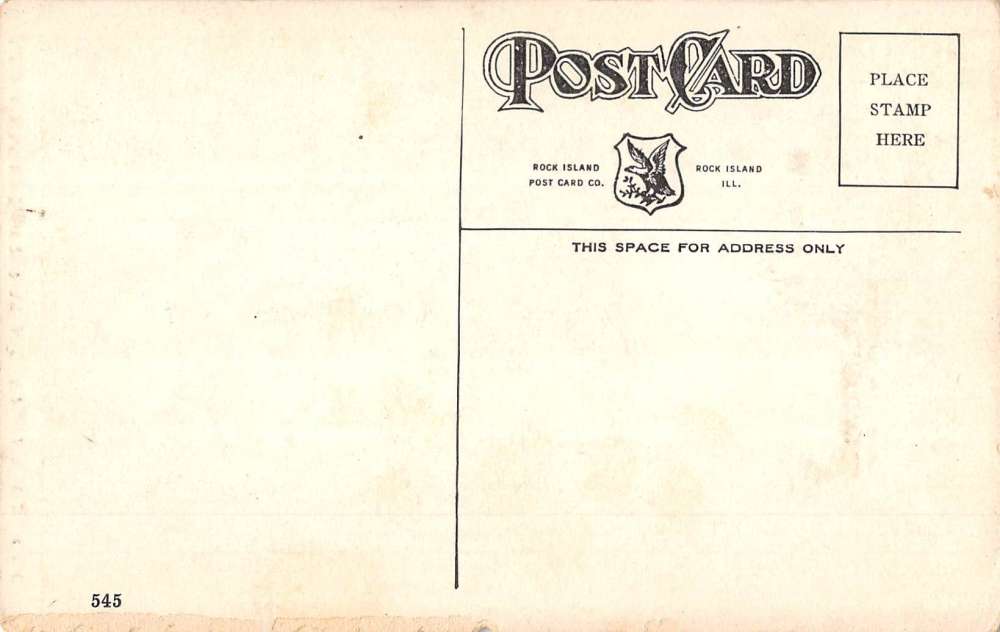 POST CARD
PLACE
STAMP
HERE
ROCK ISLAND
POST CARD CO.
ROCK ISLAND
ILL.
THIS SPACE FOR ADDRESS ONLY
545